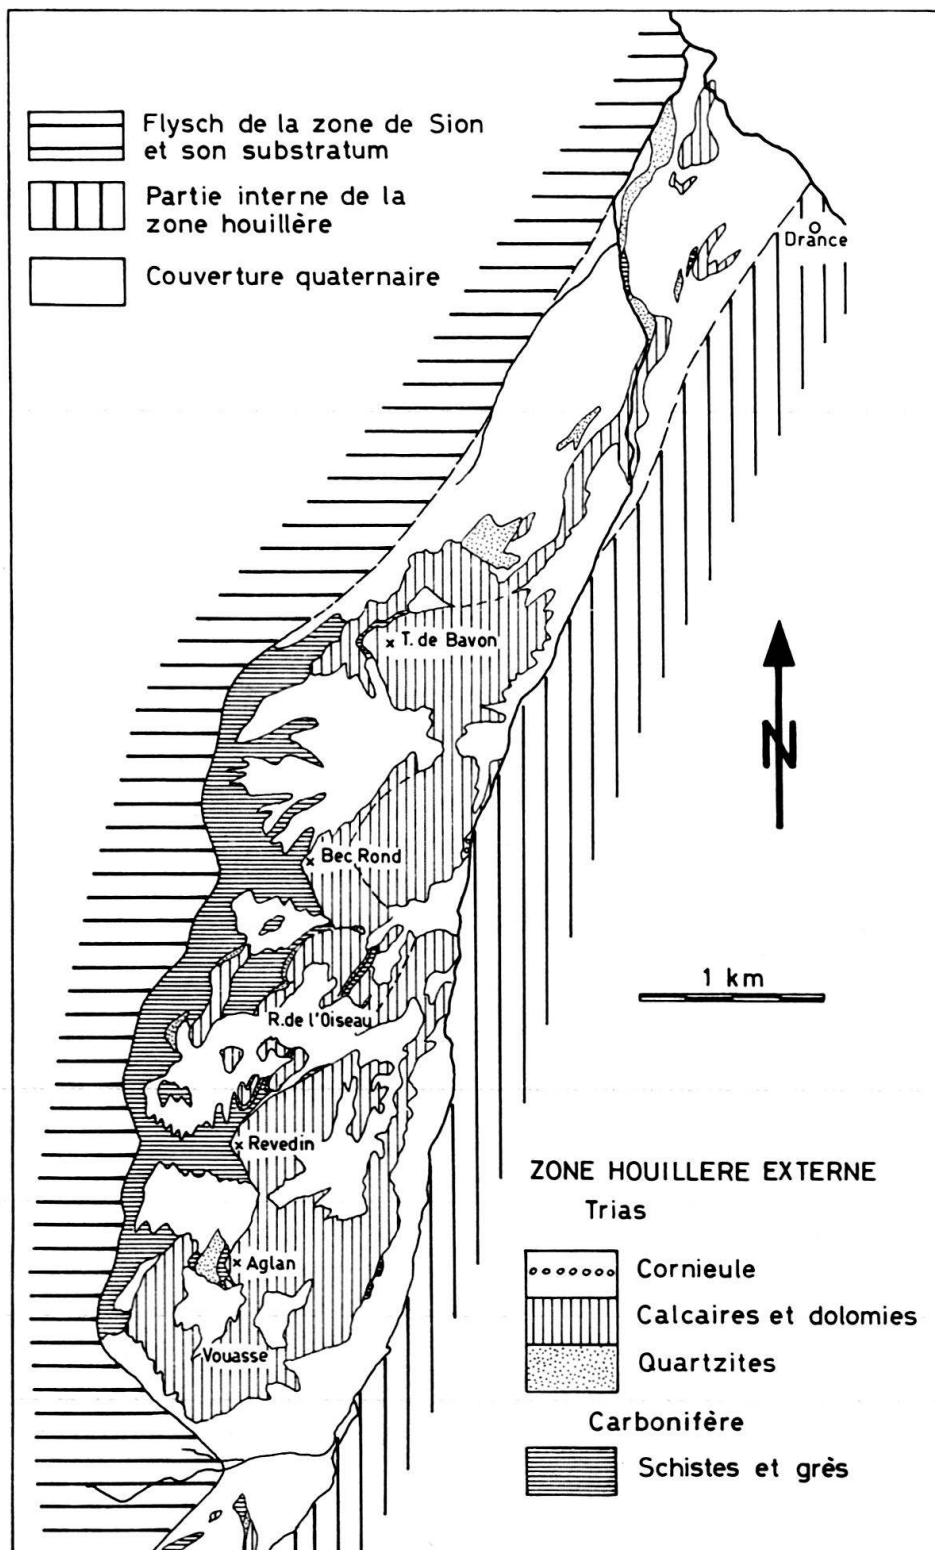 Flysch de la zone de Sion
et son substratum
Partie interne de la
zone houillère
Couverture quaternaire
Drance
T. de Bavon
N
Bec Rond
1 km
R. de l'Oiseau
Revedin
Aglan
Vouasse
ZONE HOUILLERE EXTERNE
Trias
Cornieule
Calcaires et dolomies
Quartzites
Carbonifère
Schistes et grès